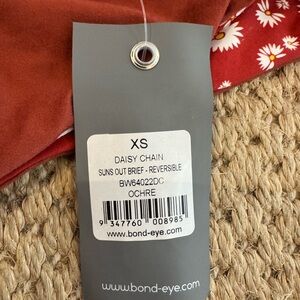 XS
DAISY CHAIN
SUNS OUT BRIEF - REVERSIBLE
BW64022DC
OCHRE
9 347760 008985
www.bond-eye.com
www.bond-eye.com